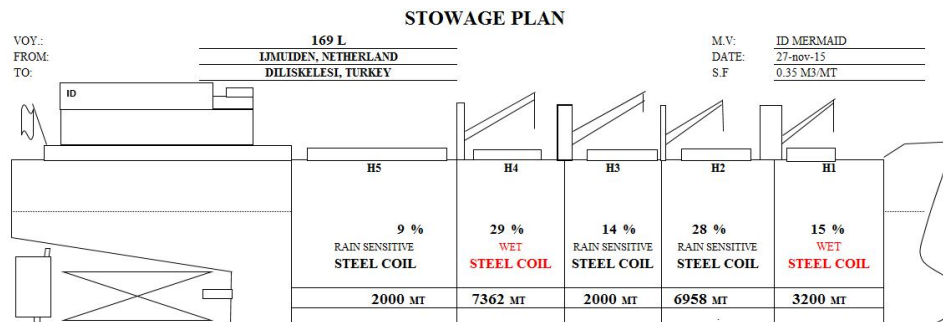 STOWAGE PLAN
VOY.: 169 L M.V: ID MERMAID
FROM: IJMUIDEN, NETHERLAND DATE: 27-nov-15
TO: DILISKELESI, TURKEY S.F 0.35 M3/MT
ID
H5 H4 H3 H2 H1
9 % 29 % 14 % 28 % 15 %
RAIN SENSITIVE WET RAIN SENSITIVE RAIN SENSITIVE WET
STEEL COIL STEEL COIL STEEL COIL STEEL COIL STEEL COIL
2000 MT 7362 MT 2000 MT 6958 MT 3200 MT